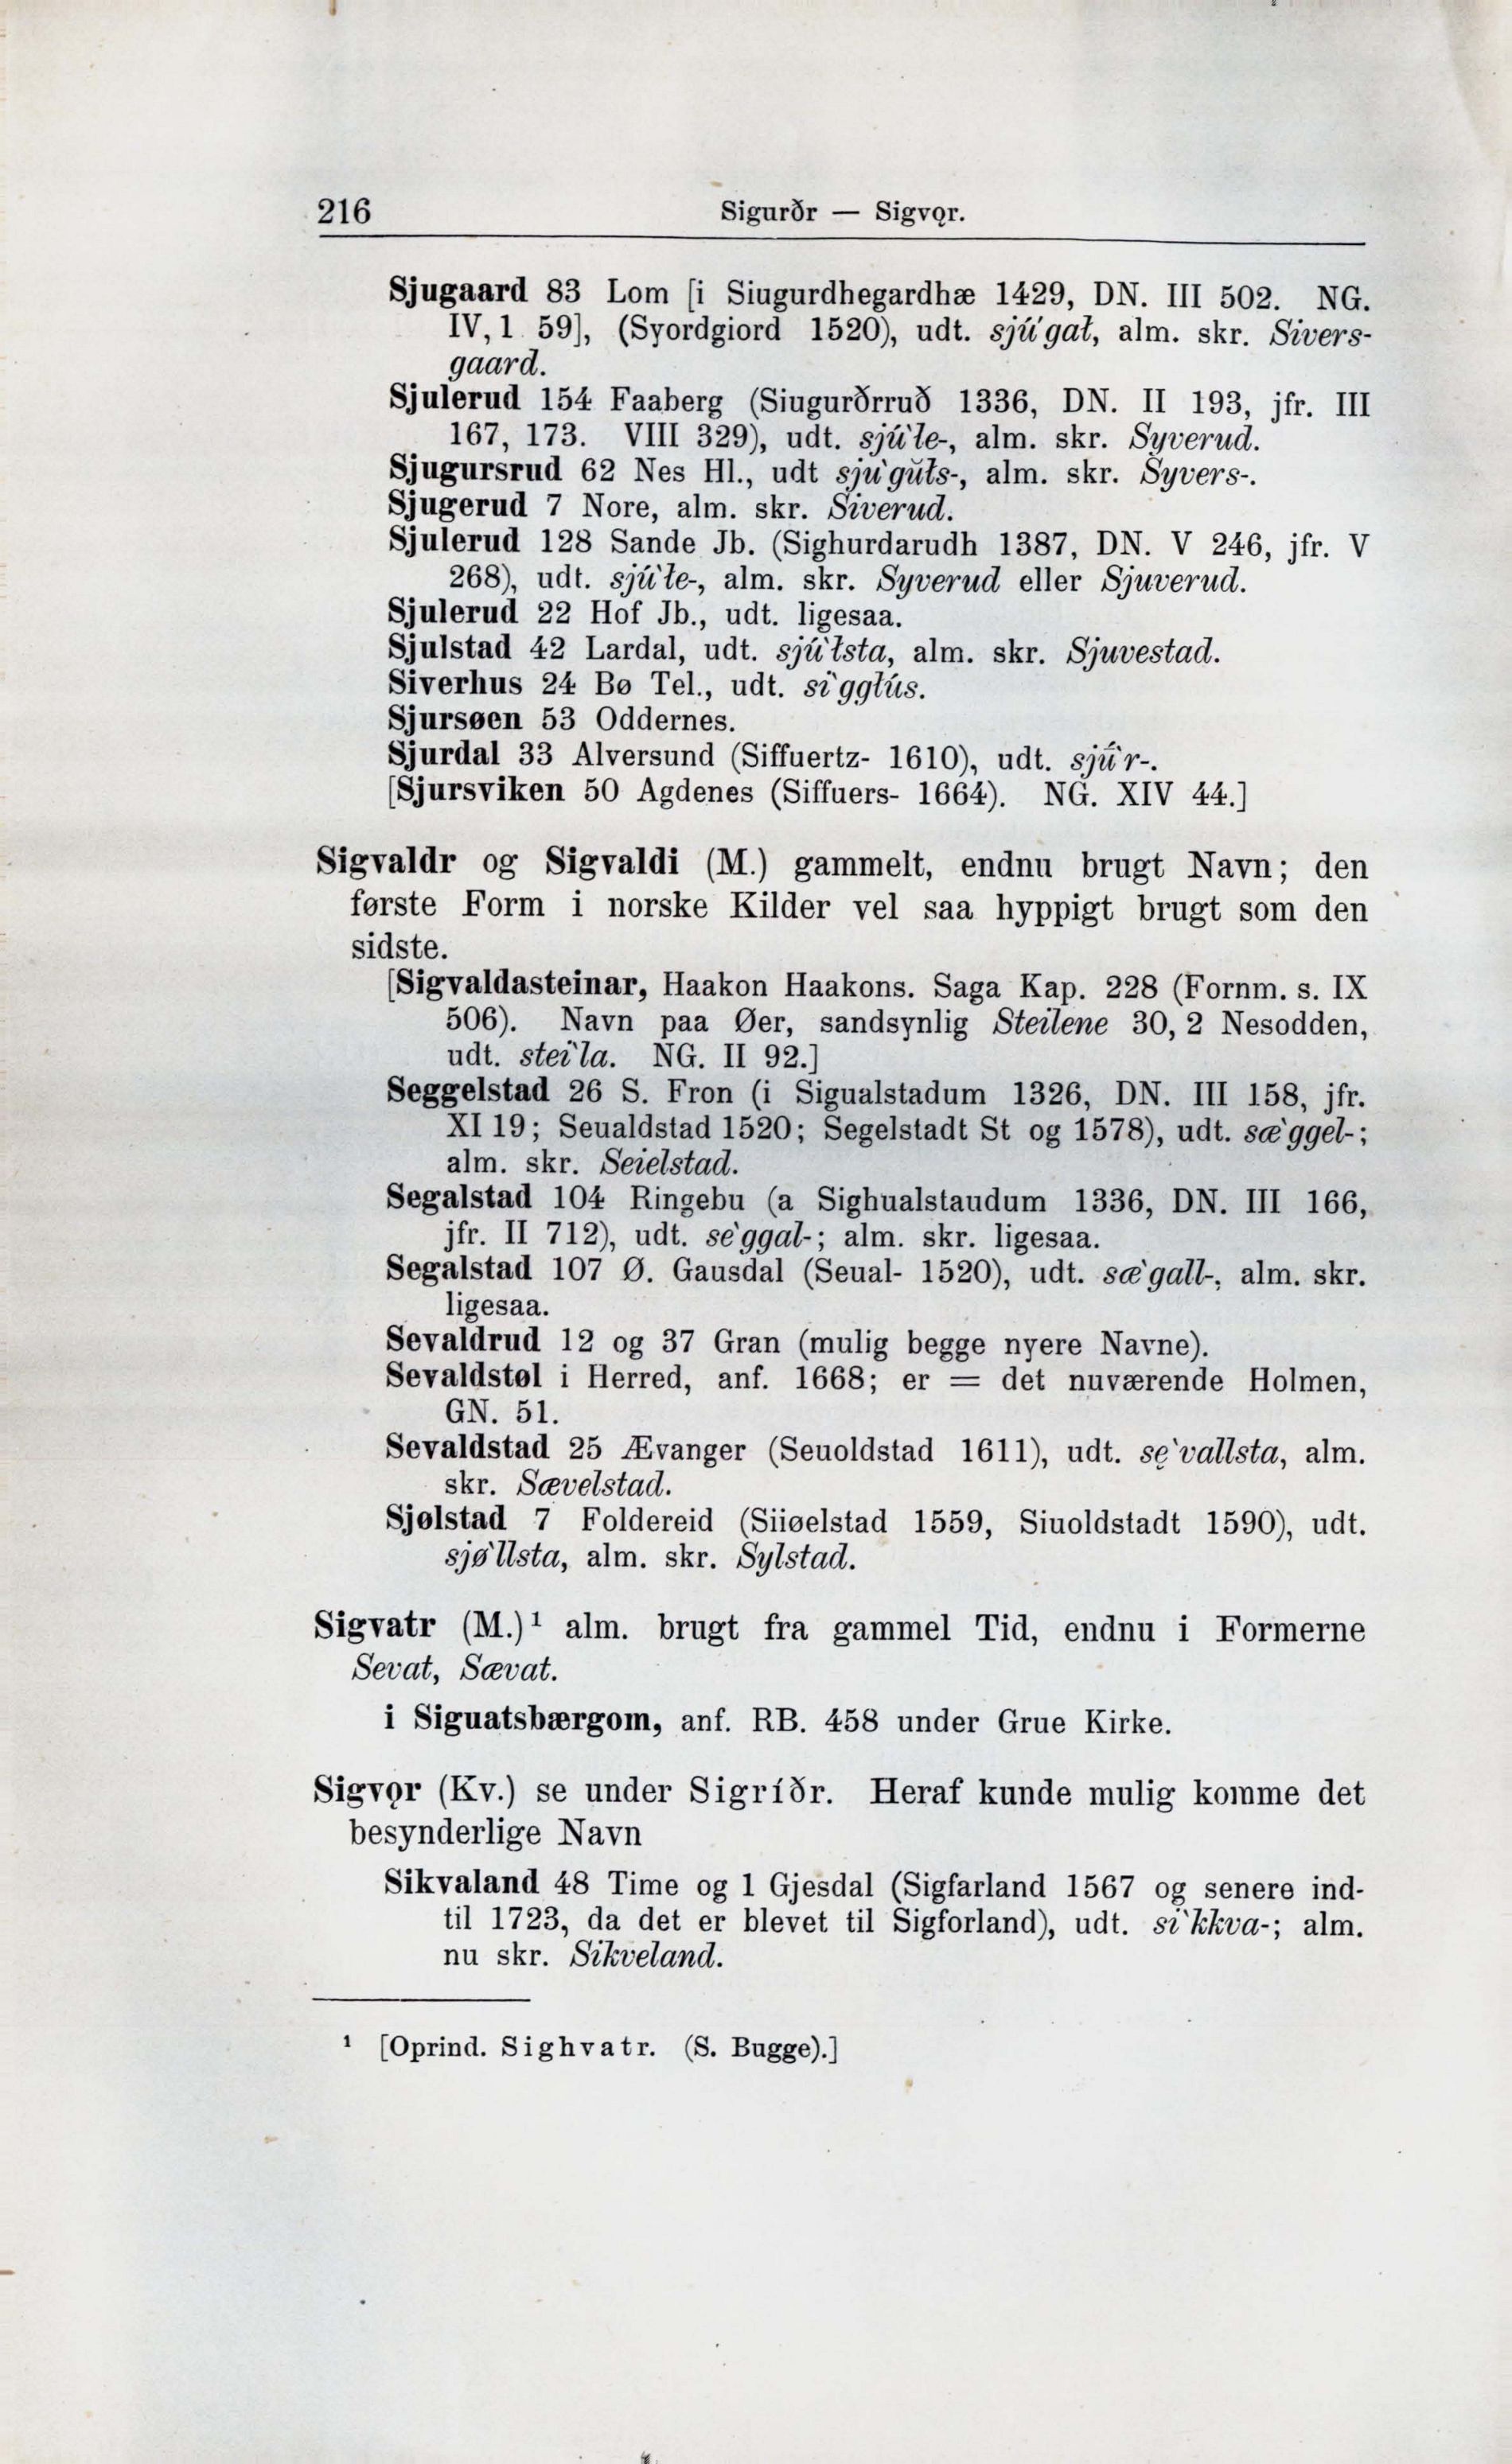 216 Sigurðr — Sigvǫr.
Sjugaard 83 Lom [i Siugurdhegardhæ 1429, DN. III 502. NG.
IV, 1 59], (Syordgiord 1520), udt. sjū̀gał, alm. skr. Sivers-
gaard.
Sjulerud 154 Faaberg (Siugurðrruð 1336, DN. II 193, jfr. III
167, 173. VIII 329), udt. sjū̀łe-, alm. skr. Syverud.
Sjugursrud 62 Nes Hl., udt sju̇̀gŭłs-, alm. skr. Syvers-.
Sjugerud 7 Nore, alm. skr. Siverud.
Sjulerud 128 Sande Jb. (Sighurdarudh 1387, DN. V 246, jfr. V
268), udt. sjū̀łe-, alm. skr. Syverud eller Sjuverud.
Sjulerud 22 Hof Jb., udt. ligesaa.
Sjulstad 42 Lardal, udt. sjū̀łsta, alm. skr. Sjuvestad.
Siverhus 24 Bø Tel., udt. sìggłūs.
Sjursøen 53 Oddernes.
Sjurdal 33 Alversund (Siffuertz- 1610), udt. sjū̀r-.
[Sjursviken 50 Agdenes (Siffuers- 1664). NG. XIV 44.]
Sigvaldr og Sigvaldi (M.) gammelt, endnu brugt Navn; den
første Form i norske Kilder vel saa hyppigt brugt som den
sidste.
[Sigvaldasteinar, Haakon Haakons. Saga Kap. 228 (Fornm. s. IX
506). Navn paa Øer, sandsynlig Steilene 30, 2 Nesodden,
udt. stei`la. NG. II 92.]
Seggelstad 26 S. Fron (i Sigualstadum 1326, DN. III 158, jfr.
XI 19; Seualdstad 1520; Segelstadt St og 1578), udt. sæ`ggel-;
alm. skr. Seielstad.
Segalstad 104 Ringebu (a Sighualstaudum 1336, DN. III 166,
jfr. II 712), udt. se`ggal-; alm. skr. ligesaa.
Segalstad 107 Ø. Gausdal (Seual- 1520), udt. sæ`gall-, alm. skr.
ligesaa.
Sevaldrud 12 og 37 Gran (mulig begge nyere Navne).
Sevaldstøl i Herred, anf. 1668; er = det nuværende Holmen,
GN. 51.
Sevaldstad 25 Ævanger (Seuoldstad 1611), udt. sę`vallsta, alm.
skr. Sævelstad.
Sjølstad 7 Foldereid (Siiøelstad 1559, Siuoldstadt 1590), udt.
sjø`llsta, alm. skr. Sylstad.
Sigvatr (M.)¹ alm. brugt fra gammel Tid, endnu i Formerne
Sevat, Sævat.
i Siguatsbærgom, anf. RB. 458 under Grue Kirke.
Sigvǫr (Kv.) se under Sigríðr. Heraf kunde mulig komme det
besynderlige Navn
Sikvaland 48 Time og 1 Gjesdal (Sigfarland 1567 og senere ind-
til 1723, da det er blevet til Sigforland), udt. si`kkva-; alm.
nu skr. Sikveland.
¹ [Oprind. Sighvatr. (S. Bugge).]